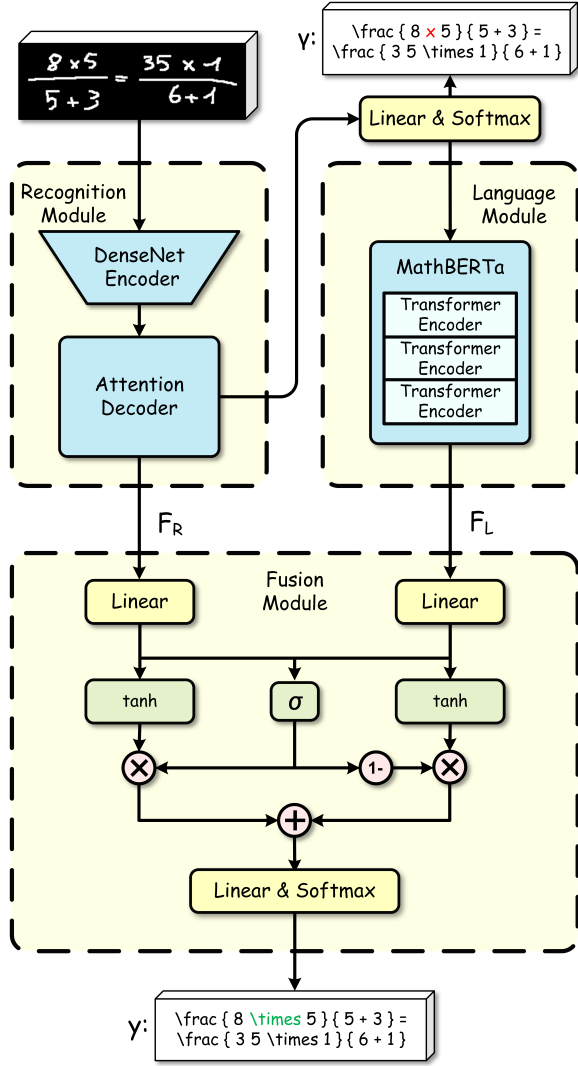 8 × 5 / 5 + 3 = 35 × 1 / 6 + 1
y:
\frac { 8 x 5 } { 5 + 3 } =
\frac { 3 5 \times 1 } { 6 + 1 }
Linear & Softmax
Recognition
Module
DenseNet
Encoder
Attention
Decoder
Language
Module
MathBERTa
Transformer
Encoder
Transformer
Encoder
Transformer
Encoder
F_R
F_L
Fusion
Module
Linear
Linear
tanh
σ
tanh
×
1-
×
+
Linear & Softmax
y:
\frac { 8 \times 5 } { 5 + 3 } =
\frac { 3 5 \times 1 } { 6 + 1 }